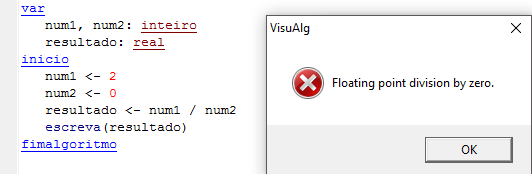 var
num1, num2: inteiro
resultado: real
inicio
num1 <- 2
num2 <- 0
resultado <- num1 / num2
escreva(resultado)
fimalgoritmo
VisuAlg
Floating point division by zero.
OK